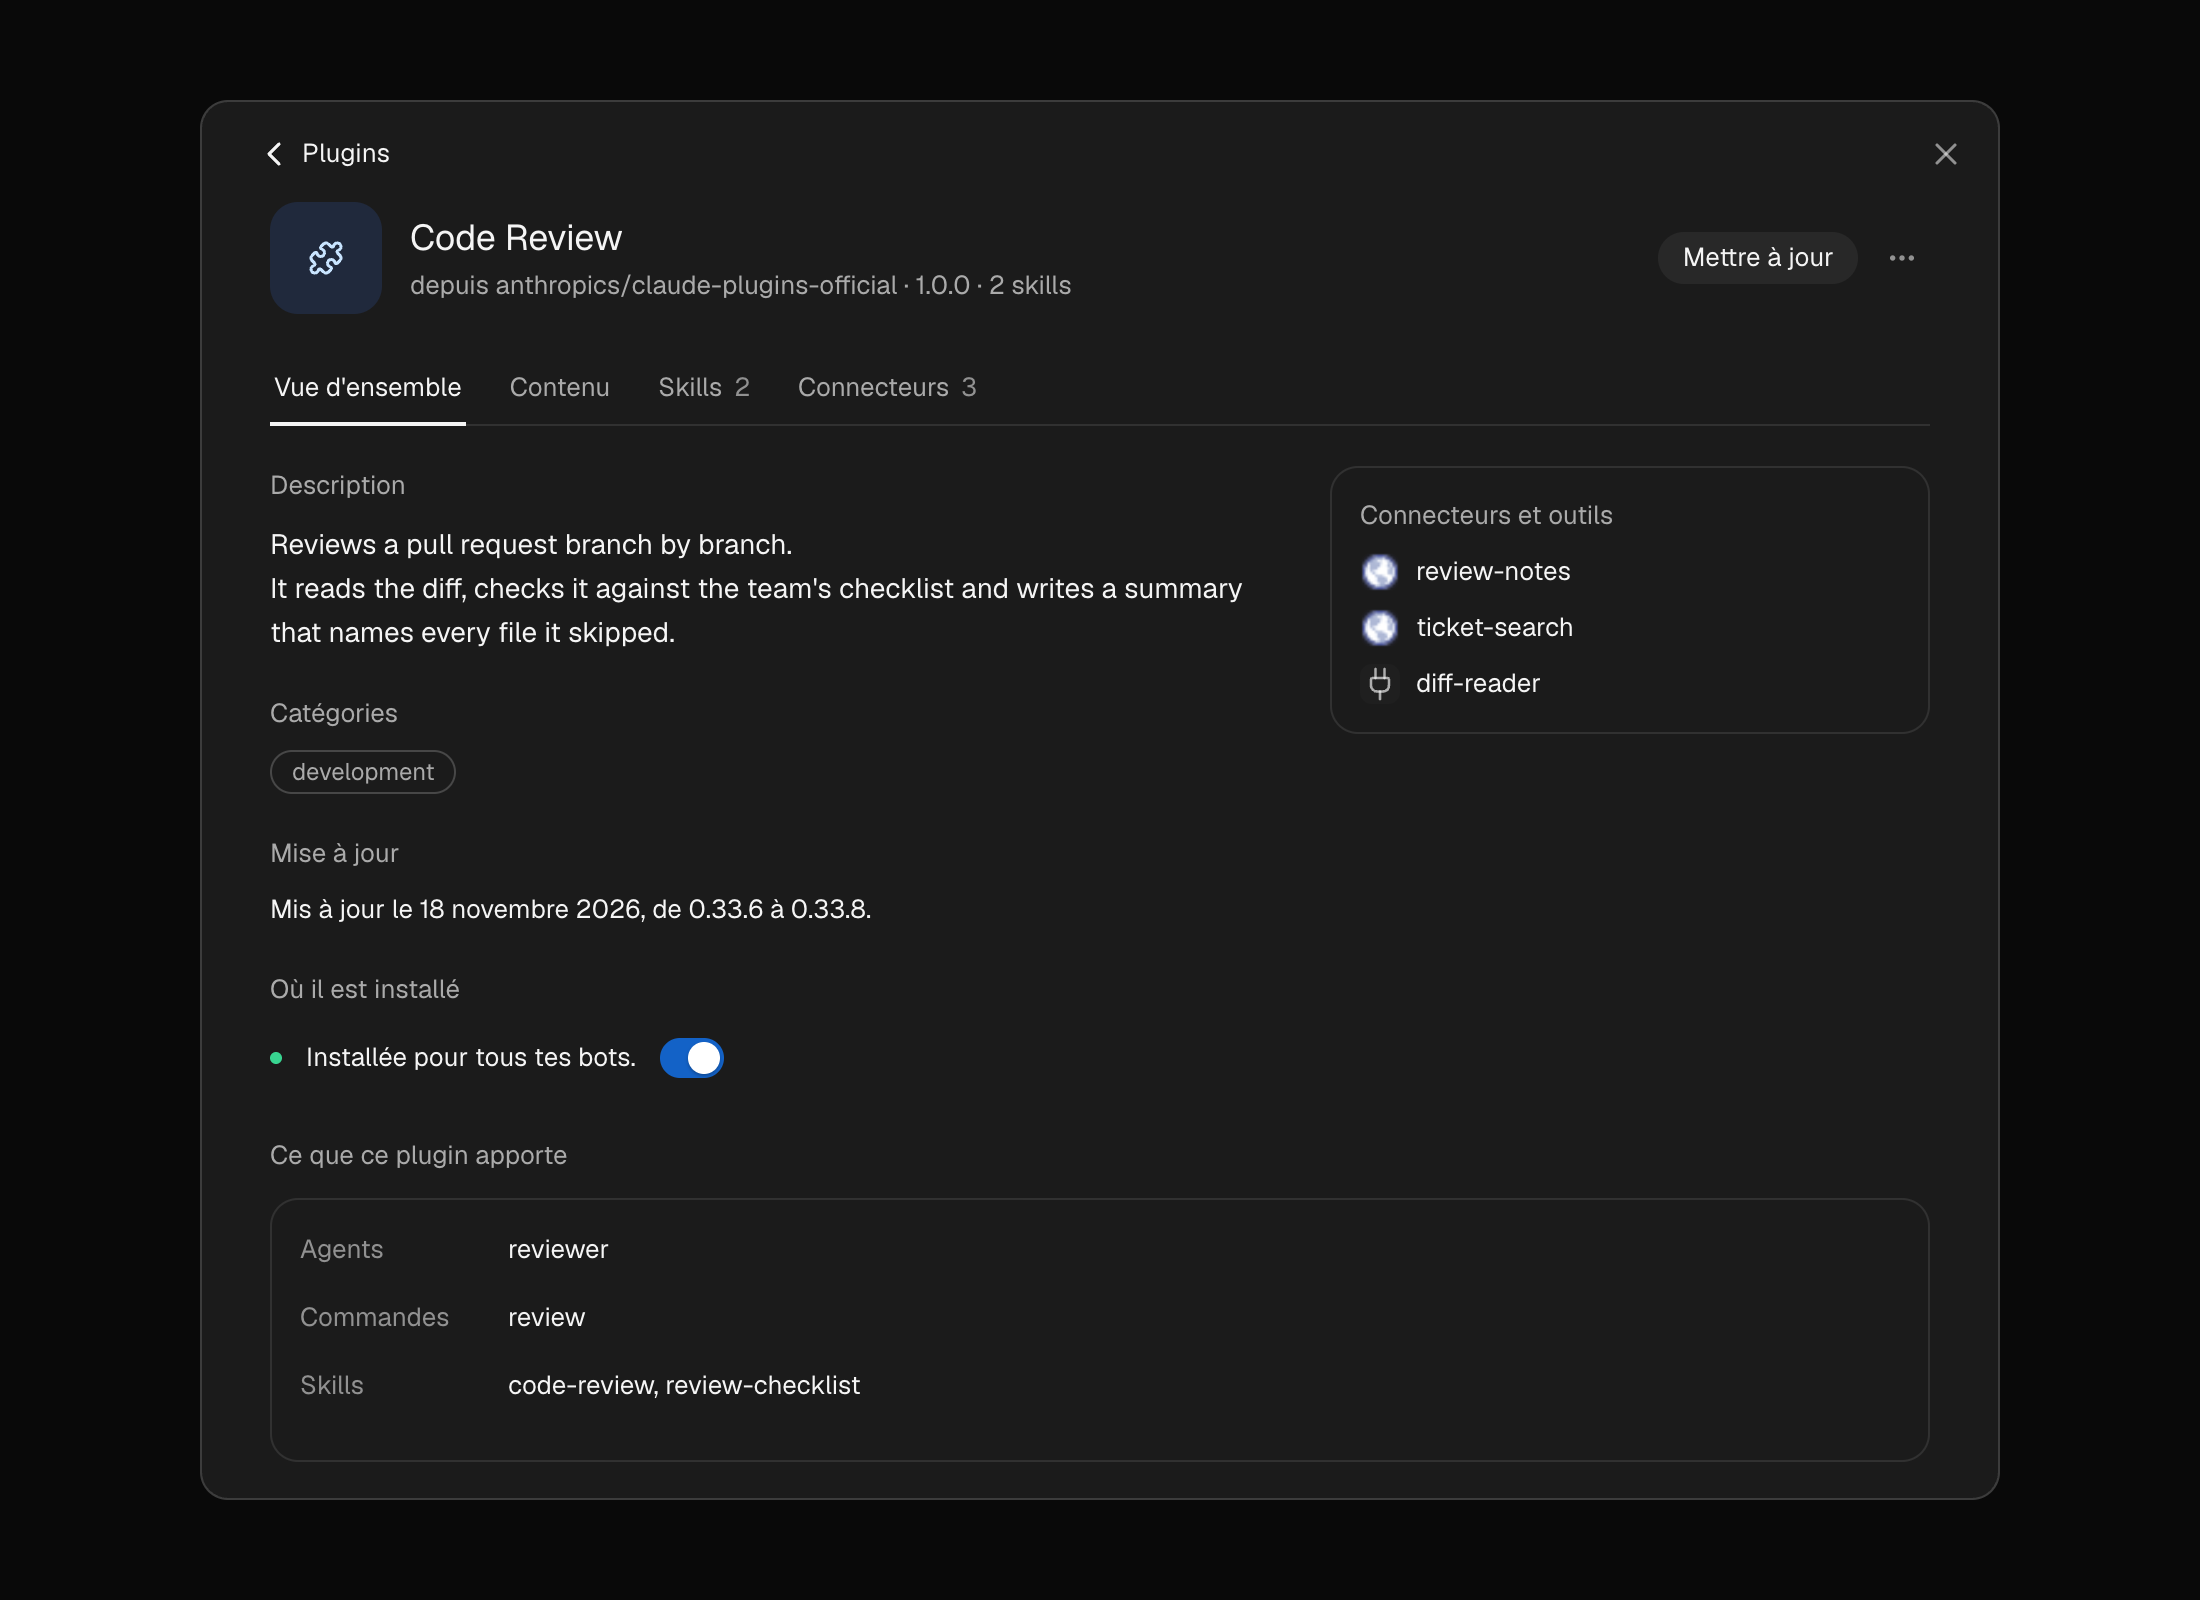 Plugins
Code Review
depuis anthropics/claude-plugins-official · 1.0.0 · 2 skills
Mettre à jour
Vue d'ensemble
Contenu
Skills 2
Connecteurs 3
Description
Reviews a pull request branch by branch.
It reads the diff, checks it against the team's checklist and writes a summary
that names every file it skipped.
Connecteurs et outils
review-notes
ticket-search
diff-reader
Catégories
development
Mise à jour
Mis à jour le 18 novembre 2026, de 0.33.6 à 0.33.8.
Où il est installé
Installée pour tous tes bots.
Ce que ce plugin apporte
Agents reviewer
Commandes review
Skills code-review, review-checklist